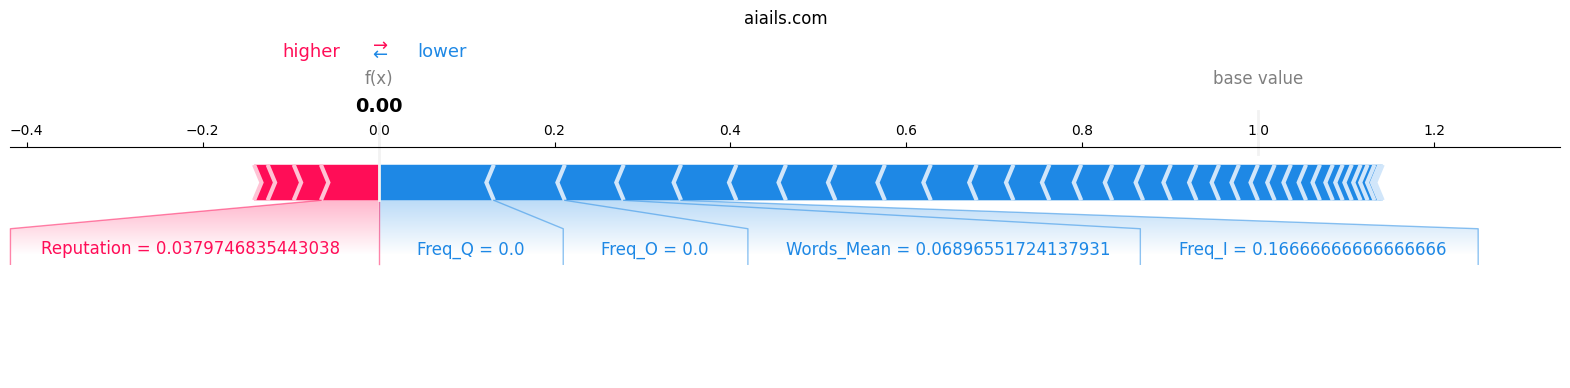 aiails.com
higher → ← lower
f(x) base value
0.00
−0.4 −0.2 0.0 0.2 0.4 0.6 0.8 1.0 1.2
Reputation = 0.0379746835443038 Freq_Q = 0.0 Freq_O = 0.0 Words_Mean = 0.06896551724137931 Freq_I = 0.16666666666666666